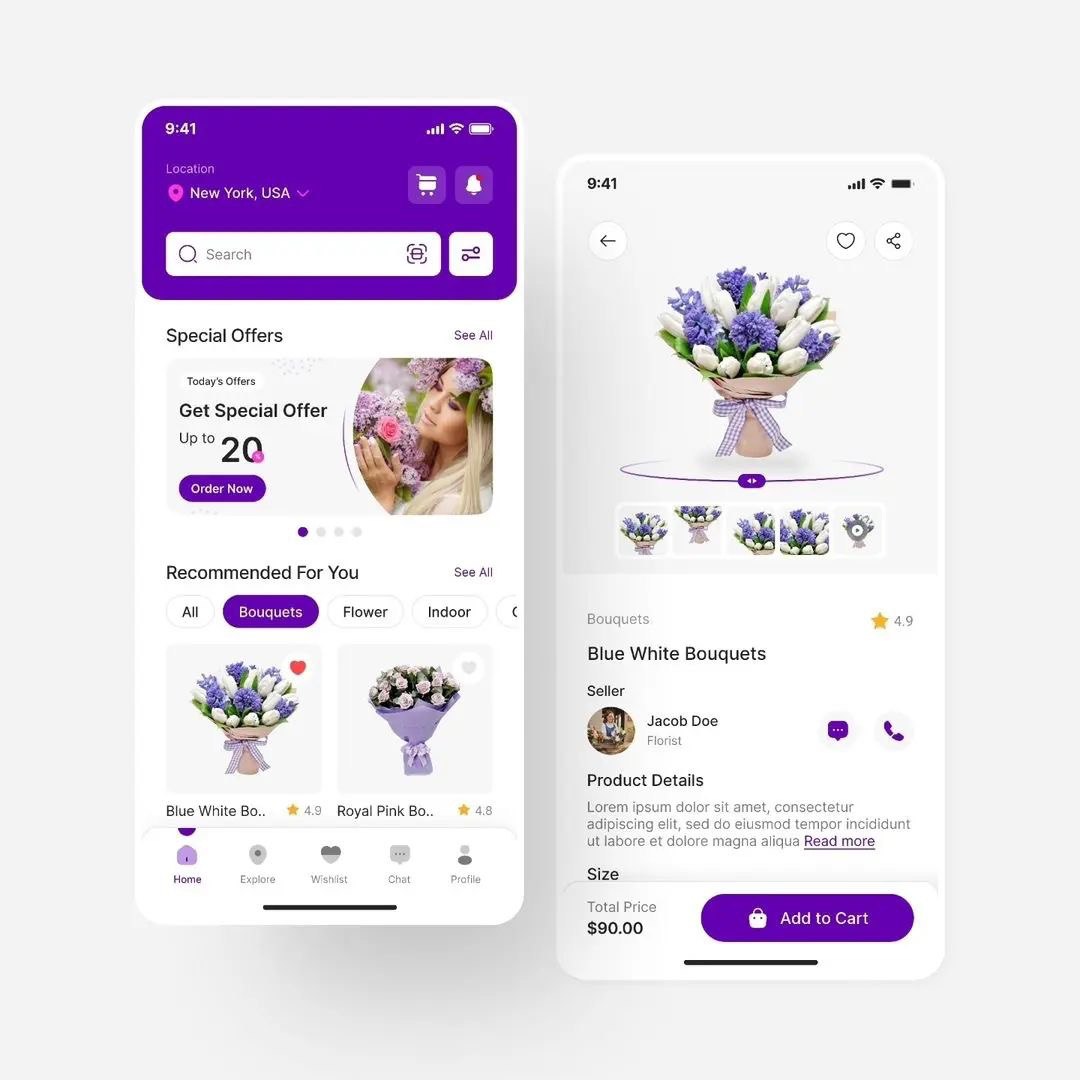 9:41
Location
New York, USA
Search
Special Offers
See All
Today's Offers
Get Special Offer
Up to 20%
Order Now
Recommended For You
See All
All
Bouquets
Flower
Indoor
Blue White Bo..
4.9
Royal Pink Bo..
4.8
Home
Explore
Wishlist
Chat
Profile
9:41
Bouquets
4.9
Blue White Bouquets
Seller
Jacob Doe
Florist
Product Details
Lorem ipsum dolor sit amet, consectetur
adipiscing elit, sed do eiusmod tempor incididunt
ut labore et dolore magna aliqua Read more
Size
Total Price
$90.00
Add to Cart